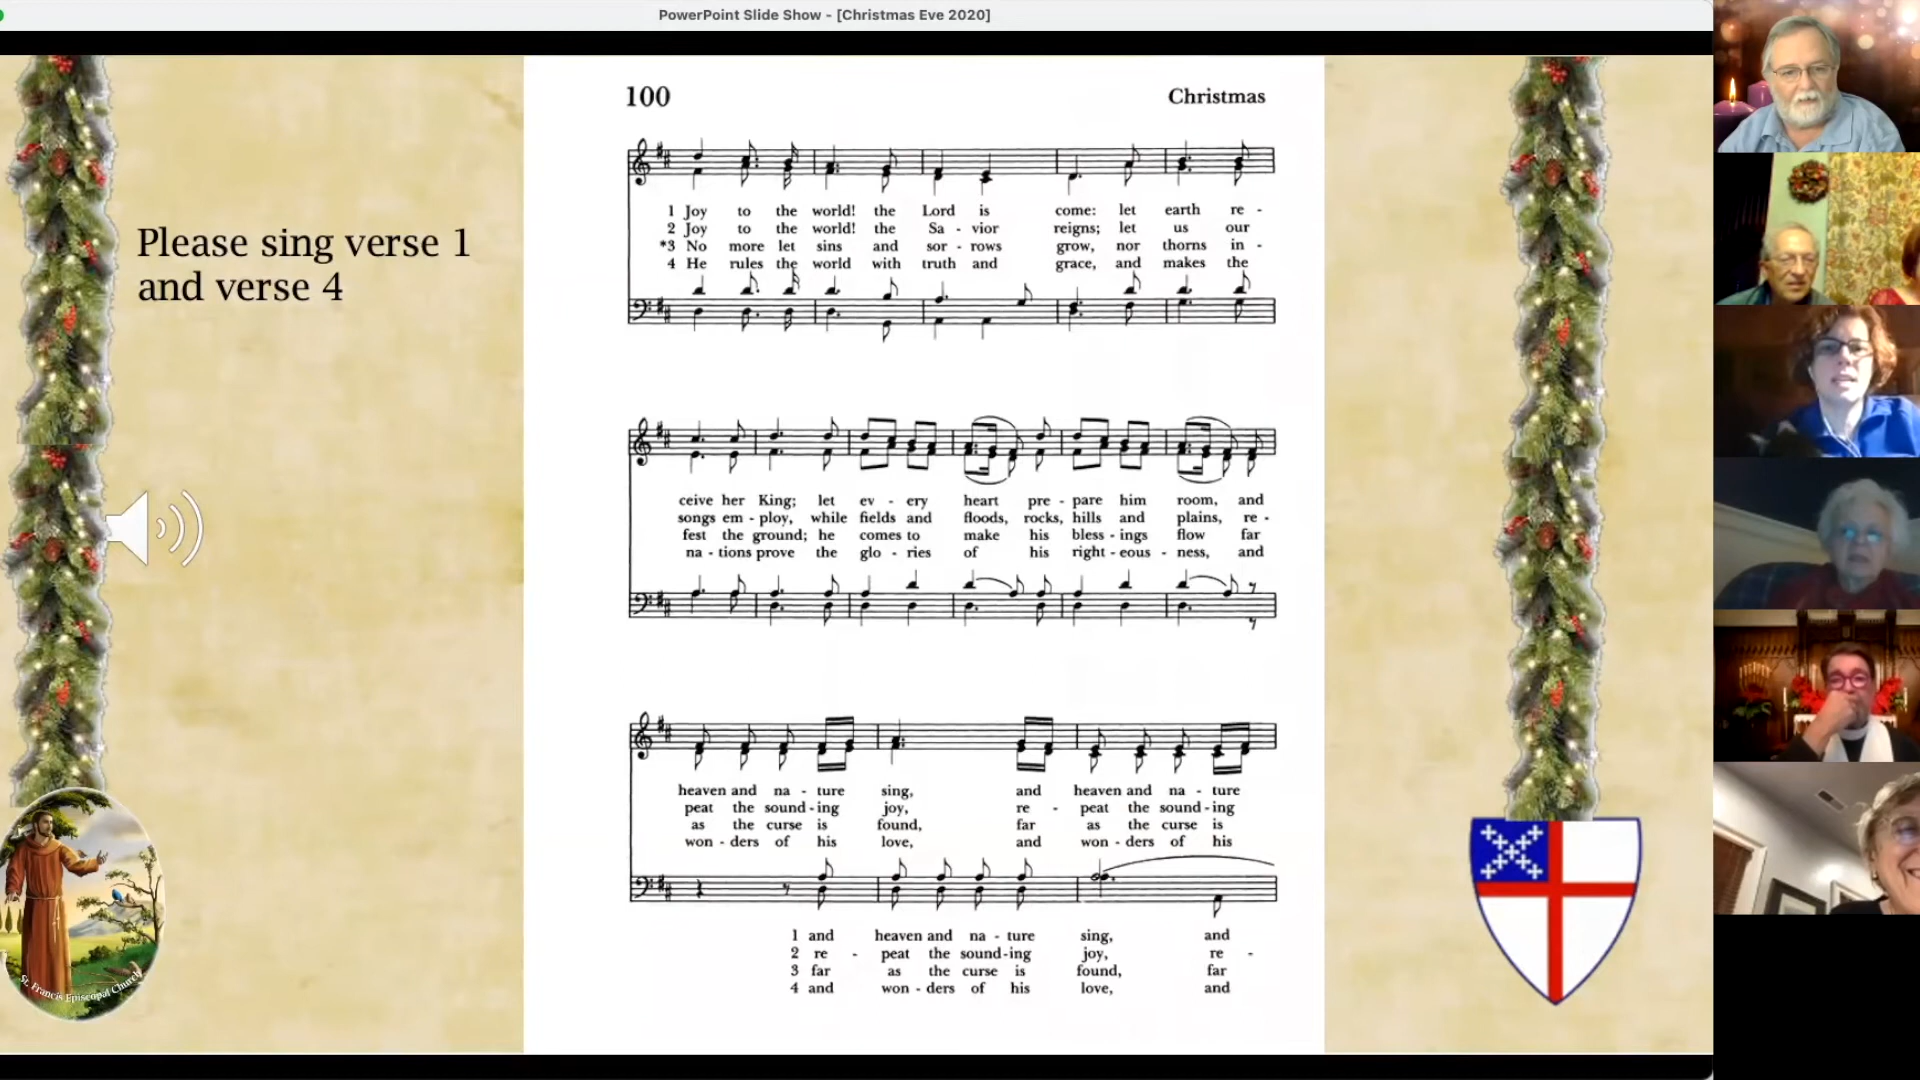 PowerPoint Slide Show - [Christmas Eve 2020]
Please sing verse 1
and verse 4
100 Christmas
1 Joy to the world! the Lord is come: let earth re -
2 Joy to the world! the Sa - vior reigns; let us our
*3 No more let sins and sor - rows grow, nor thorns in -
4 He rules the world with truth and grace, and makes the
ceive her King; let ev - ery heart pre - pare him room, and
songs em - ploy, while fields and floods, rocks, hills and plains, re -
fest the ground; he comes to make his bless - ings flow far
na - tions prove the glo - ries of his right - eous - ness, and
heaven and na - ture sing, and heaven and na - ture
peat the sound - ing joy, re - peat the sound - ing
as the curse is found, far as the curse is
won - ders of his love, and won - ders of his
1 and heaven and na - ture sing, and
2 re - peat the sound - ing joy, re -
3 far as the curse is found, far
4 and won - ders of his love, and
St. Francis Episcopal Church